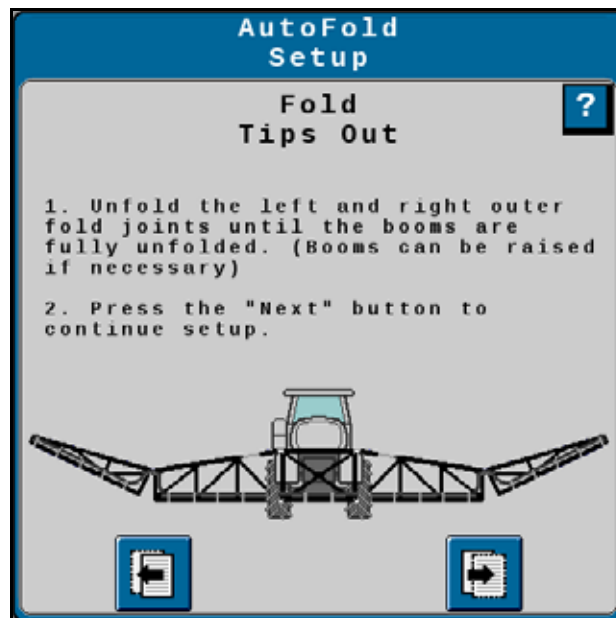 AutoFold
Setup
Fold
Tips Out
?
1. Unfold the left and right outer
fold joints until the booms are
fully unfolded. (Booms can be raised
if necessary)
2. Press the "Next" button to
continue setup.